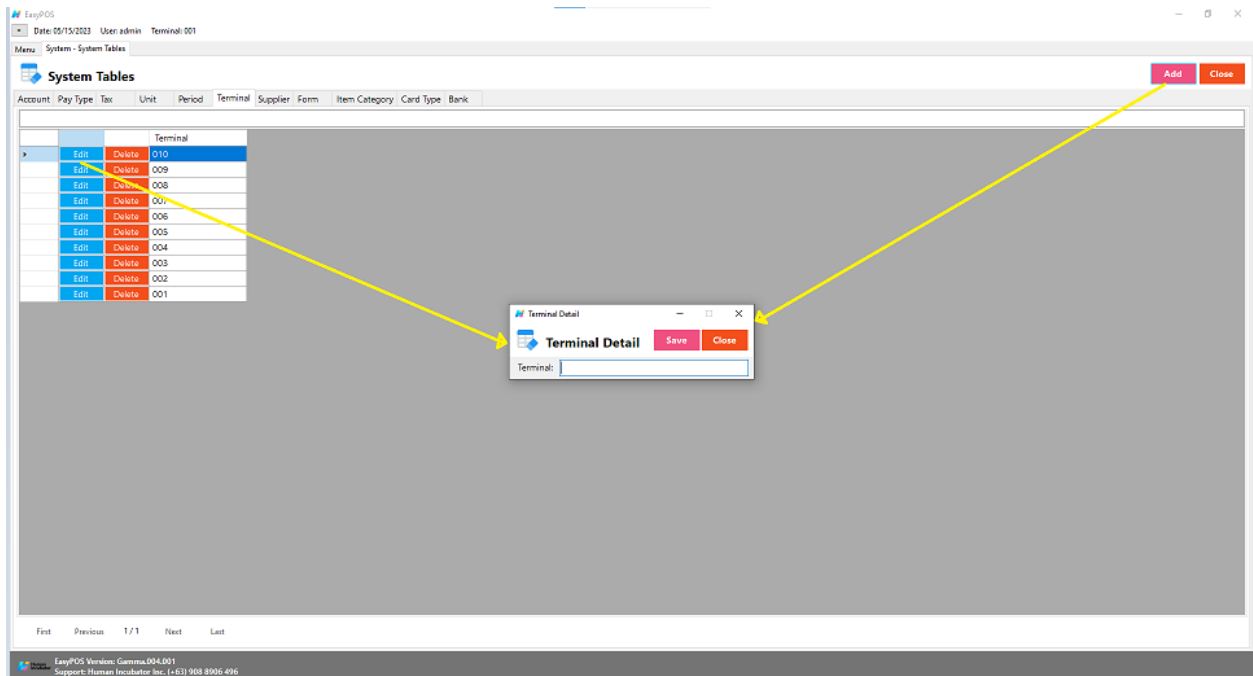 EasyPOS
Date: 05/15/2023 User: admin Terminal: 001
Menu System - System Tables
System Tables
Add Close
Account Pay Type Tax Unit Period Terminal Supplier Form Item Category Card Type Bank
Terminal
Edit Delete 010
Edit Delete 009
Edit Delete 008
Edit Delete 007
Edit Delete 006
Edit Delete 005
Edit Delete 004
Edit Delete 003
Edit Delete 002
Edit Delete 001
Terminal Detail
Terminal Detail Save Close
Terminal:
First Previous 1 / 1 Next Last
EasyPOS Version: Gamma.004.001
Support: Human Incubator Inc. (+63) 908 8906 496